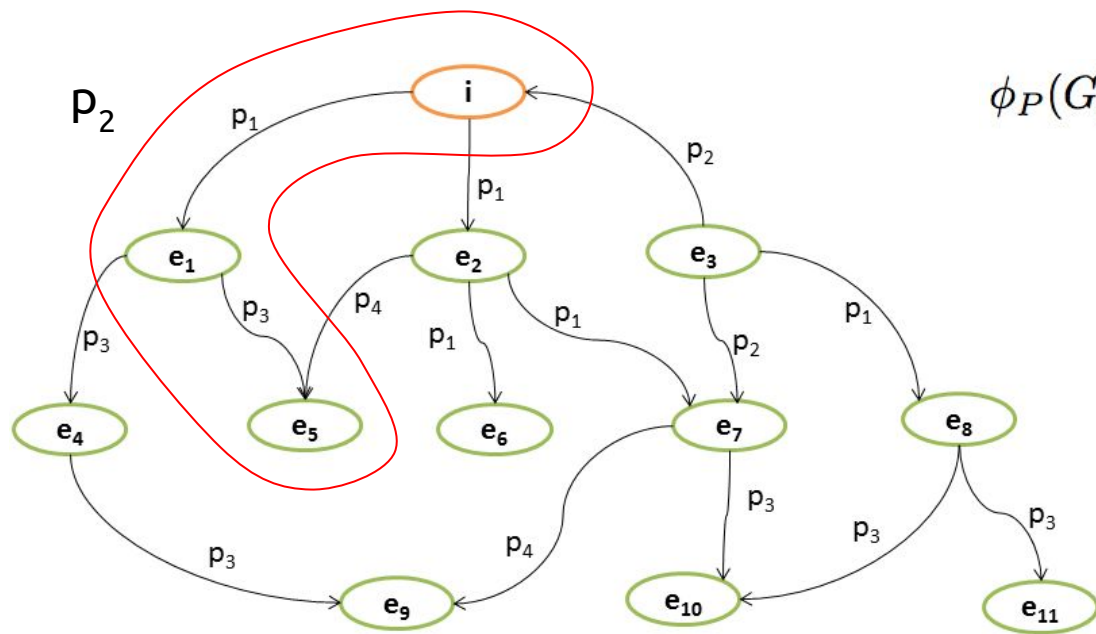 i
p₂
ϕ_P(G
p₁
p₂
p₁
e₁
e₂
e₃
p₃
p₃
p₄
p₁
p₁
p₂
p₁
e₄
e₅
e₆
e₇
e₈
p₃
p₄
p₃
p₃
p₃
e₉
e₁₀
e₁₁